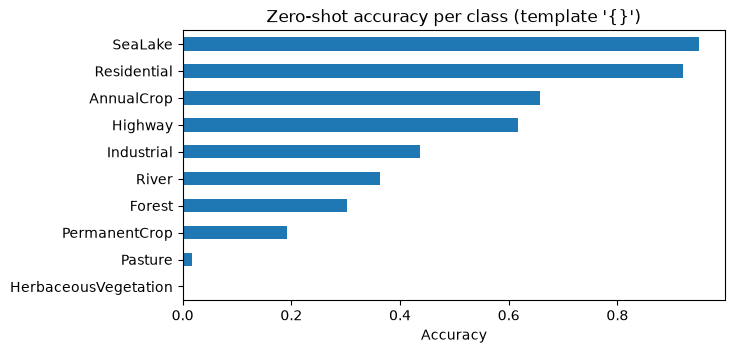 Zero-shot accuracy per class (template '{}')
SeaLake
Residential
AnnualCrop
Highway
Industrial
River
Forest
PermanentCrop
Pasture
HerbaceousVegetation
0.0 0.2 0.4 0.6 0.8
Accuracy